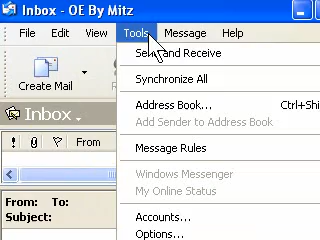 Inbox - OE By Mitz
File Edit View Tools Message Help
Create Mail
Send and Receive
Synchronize All
Address Book... Ctrl+Shi
Add Sender to Address Book
Message Rules
Windows Messenger
My Online Status
Accounts...
Options...
Inbox
! From
From: To:
Subject: